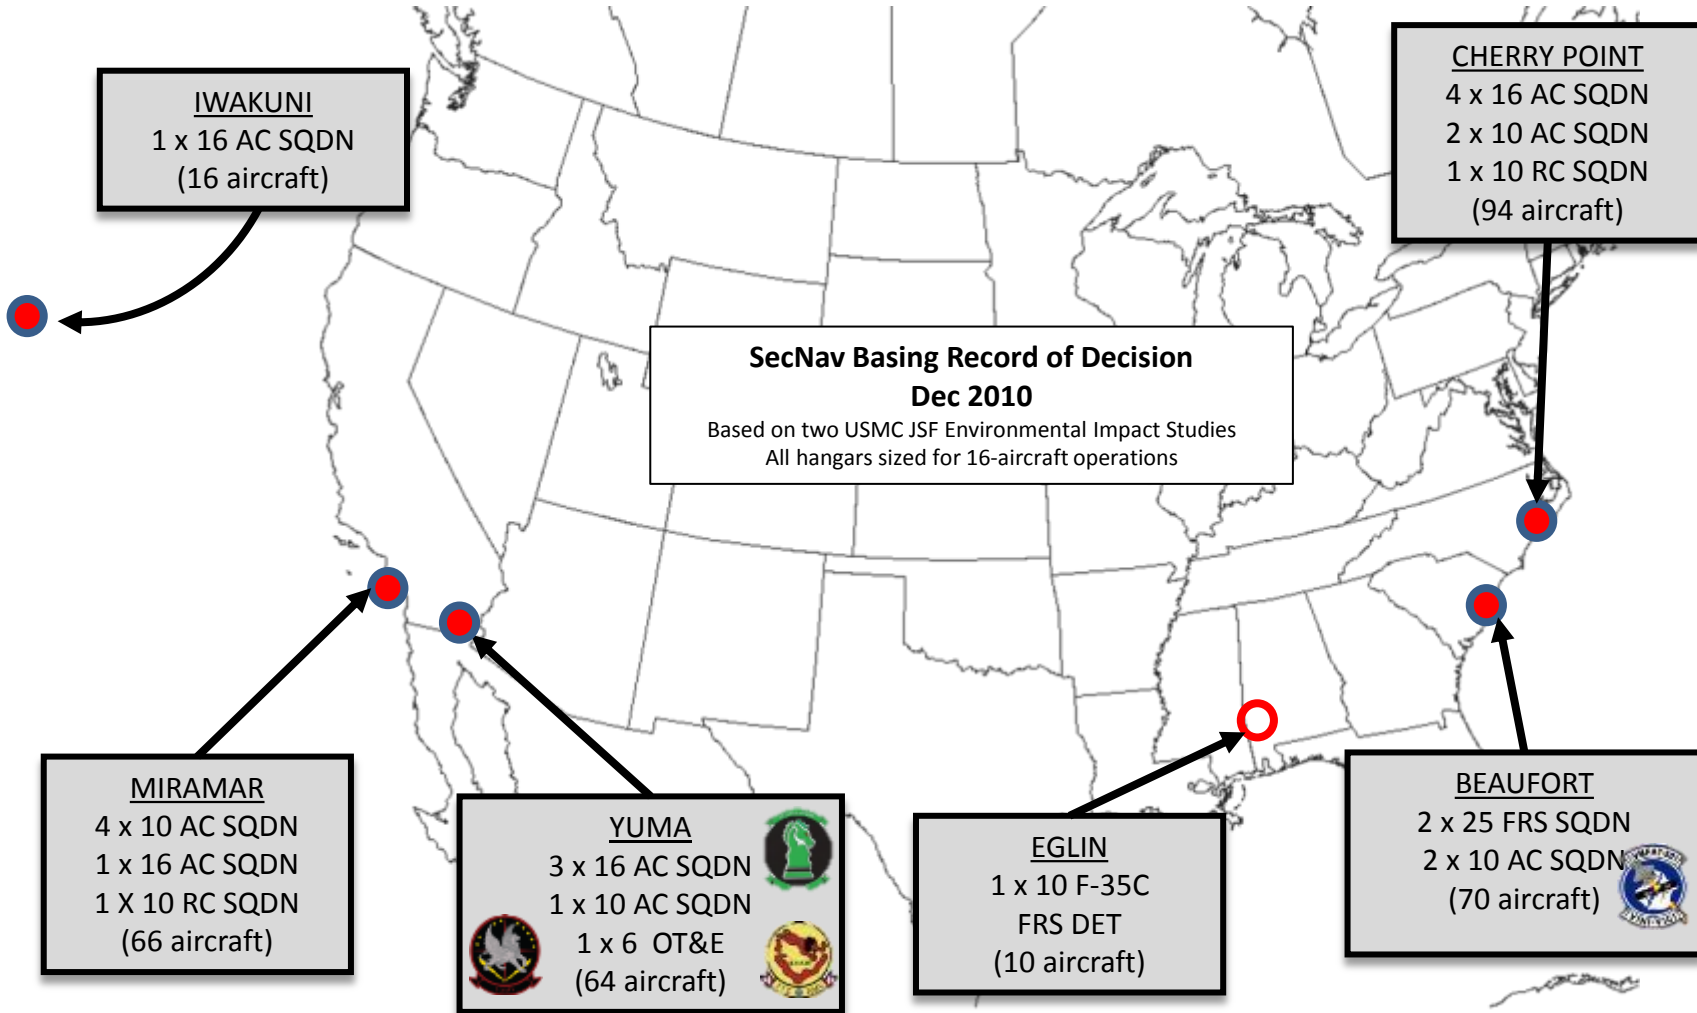 IWAKUNI
1 x 16 AC SQDN
(16 aircraft)
CHERRY POINT
4 x 16 AC SQDN
2 x 10 AC SQDN
1 x 10 RC SQDN
(94 aircraft)
SecNav Basing Record of Decision
Dec 2010
Based on two USMC JSF Environmental Impact Studies
All hangars sized for 16-aircraft operations
MIRAMAR
4 x 10 AC SQDN
1 x 16 AC SQDN
1 X 10 RC SQDN
(66 aircraft)
YUMA
3 x 16 AC SQDN
1 x 10 AC SQDN
1 x 6 OT&E
(64 aircraft)
EGLIN
1 x 10 F-35C
FRS DET
(10 aircraft)
BEAUFORT
2 x 25 FRS SQDN
2 x 10 AC SQDN
(70 aircraft)